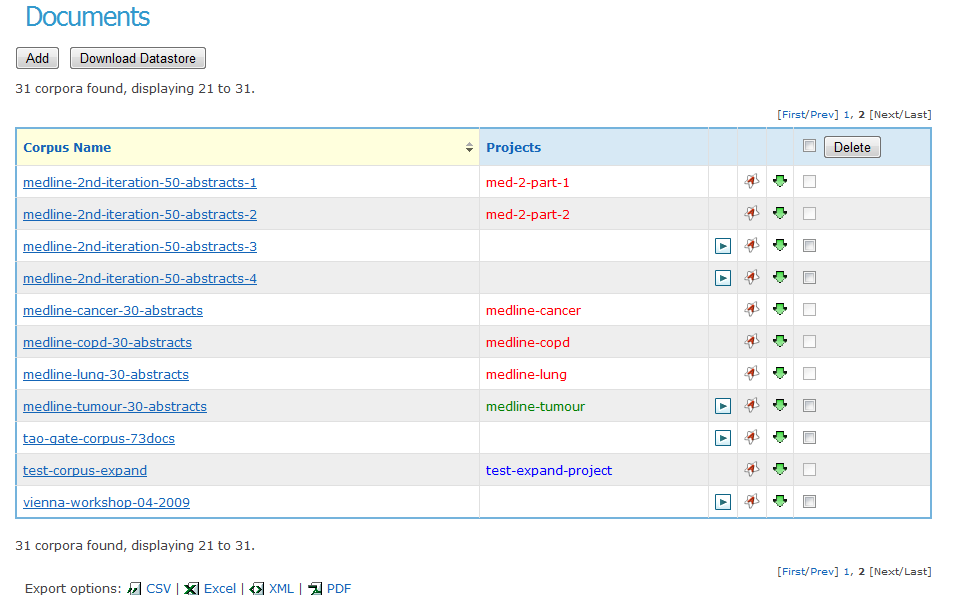 Documents
Add Download Datastore
31 corpora found, displaying 21 to 31.
[First/Prev] 1, 2 [Next/Last]
Corpus Name Projects Delete
medline-2nd-iteration-50-abstracts-1 med-2-part-1
medline-2nd-iteration-50-abstracts-2 med-2-part-2
medline-2nd-iteration-50-abstracts-3
medline-2nd-iteration-50-abstracts-4
medline-cancer-30-abstracts medline-cancer
medline-copd-30-abstracts medline-copd
medline-lung-30-abstracts medline-lung
medline-tumour-30-abstracts medline-tumour
tao-gate-corpus-73docs
test-corpus-expand test-expand-project
vienna-workshop-04-2009
31 corpora found, displaying 21 to 31.
[First/Prev] 1, 2 [Next/Last]
Export options: CSV | Excel | XML | PDF